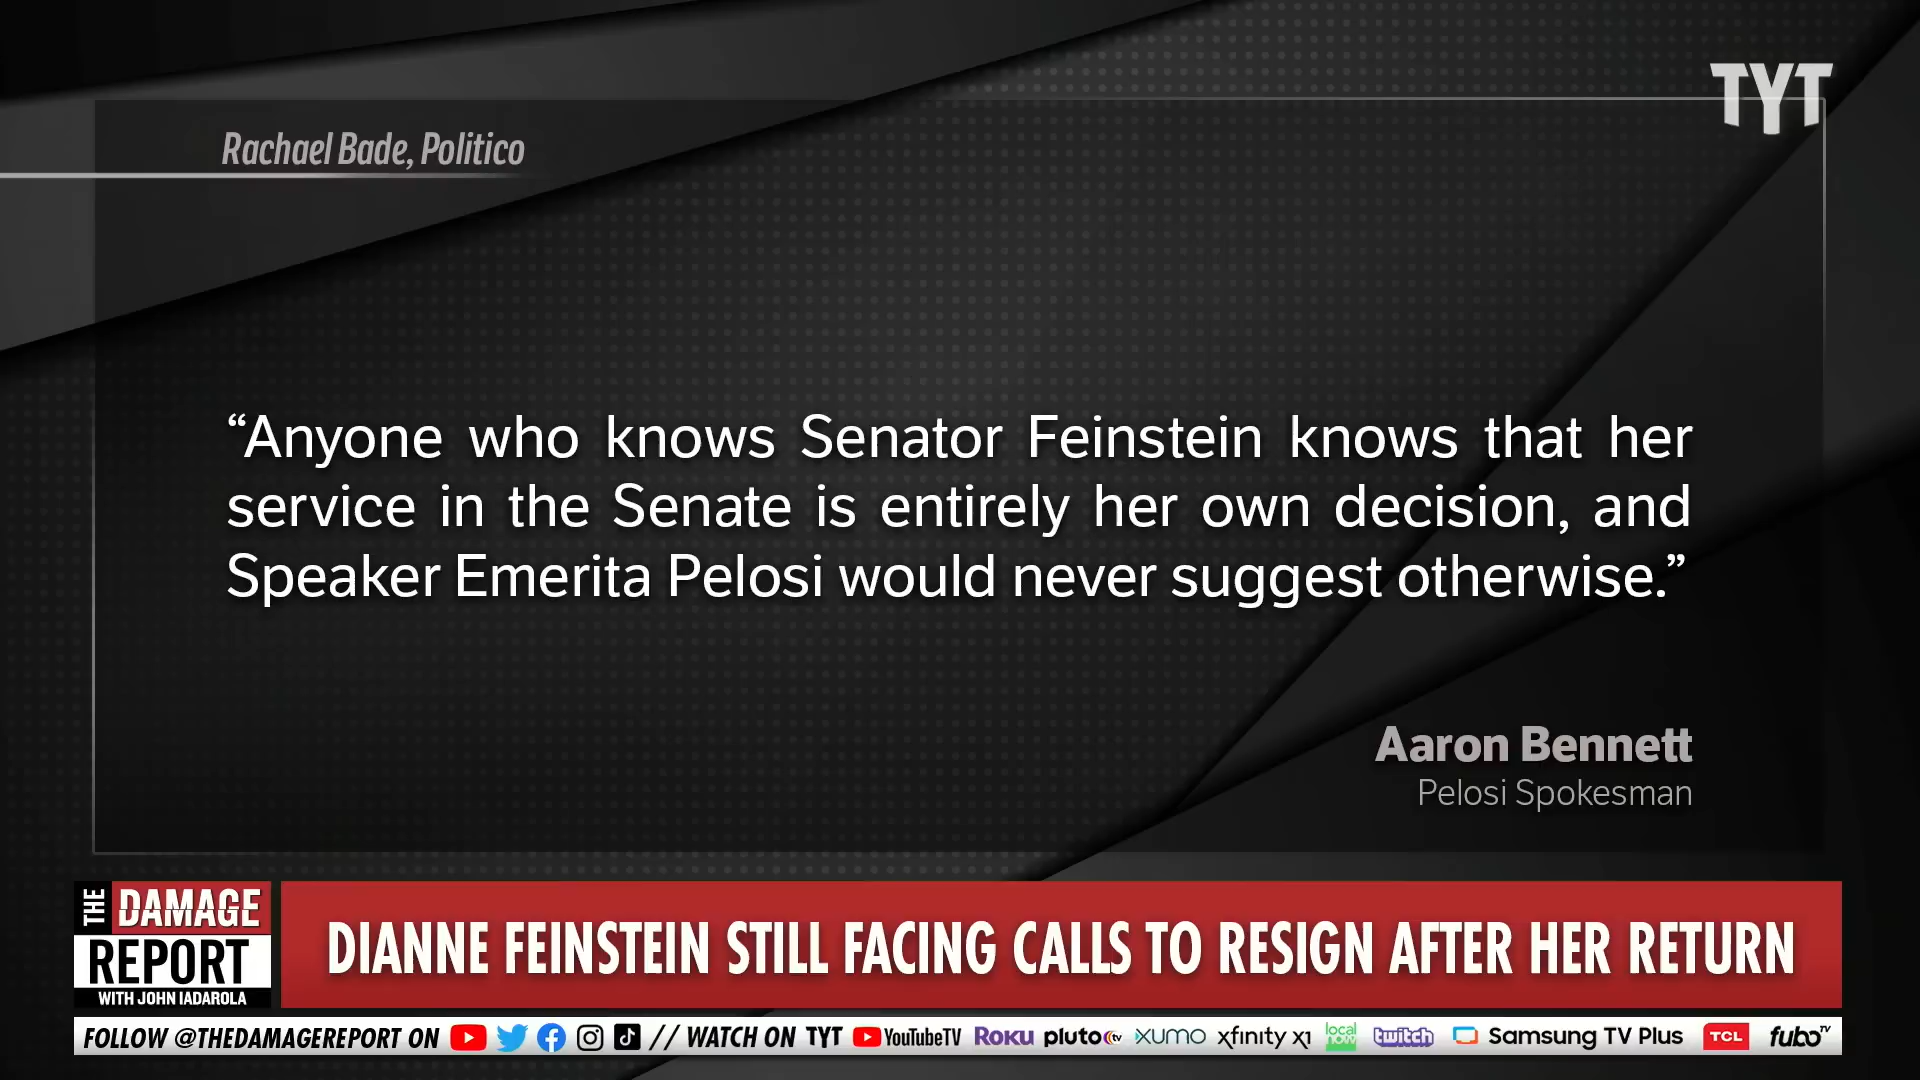 TYT
Rachael Bade, Politico
“Anyone who knows Senator Feinstein knows that her
service in the Senate is entirely her own decision, and
Speaker Emerita Pelosi would never suggest otherwise.”
Aaron Bennett
Pelosi Spokesman
THE DAMAGE
REPORT
WITH JOHN IADAROLA
DIANNE FEINSTEIN STILL FACING CALLS TO RESIGN AFTER HER RETURN
FOLLOW @THEDAMAGEREPORT ON // WATCH ON TYT YouTubeTV ROKU pluto tv xumo xfinity x1 local now twitch Samsung TV Plus TCL fubo TV